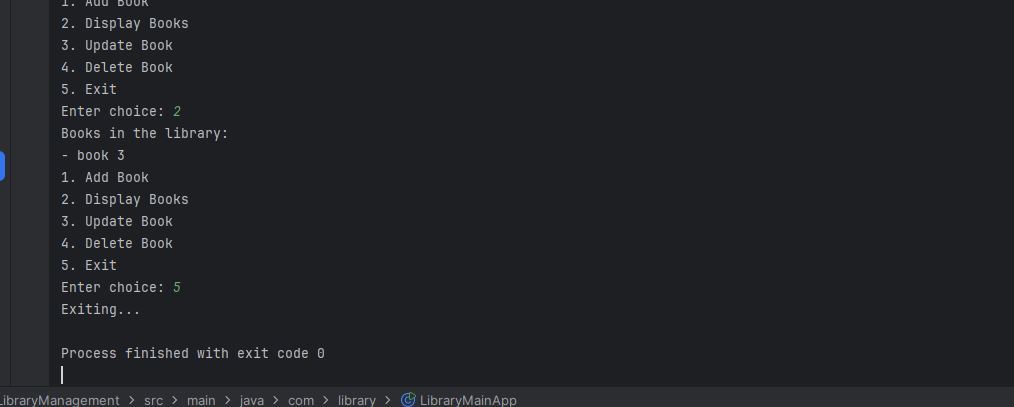 1. Add Book
2. Display Books
3. Update Book
4. Delete Book
5. Exit
Enter choice: 2
Books in the library:
- book 3
1. Add Book
2. Display Books
3. Update Book
4. Delete Book
5. Exit
Enter choice: 5
Exiting...
Process finished with exit code 0
LibraryManagement > src > main > java > com > library > LibraryMainApp